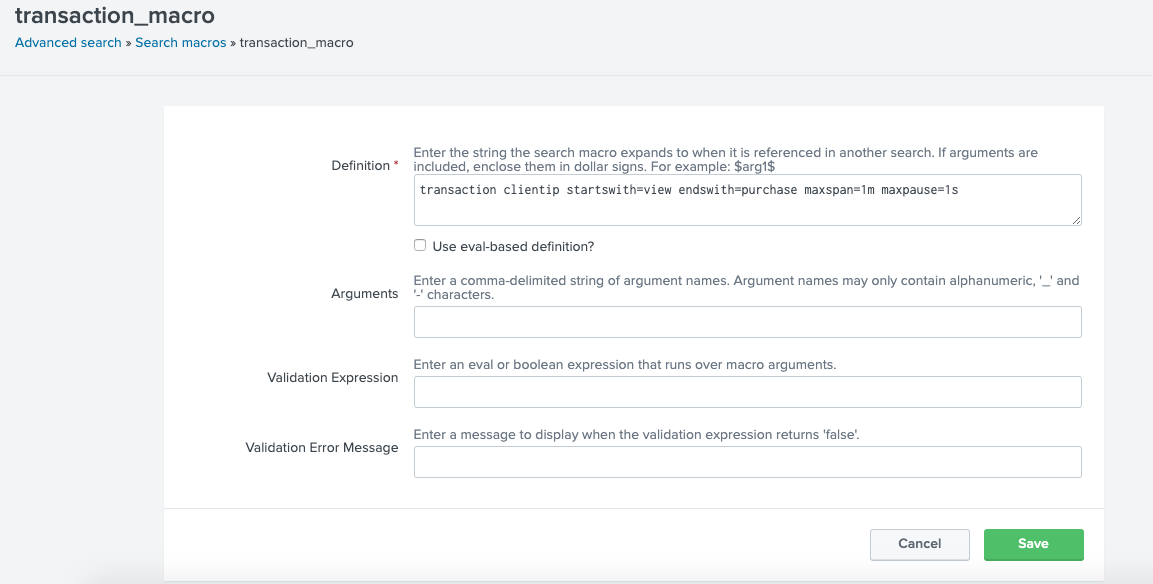 transaction_macro
Advanced search » Search macros » transaction_macro
Definition *
Enter the string the search macro expands to when it is referenced in another search. If arguments are
included, enclose them in dollar signs. For example: $arg1$
transaction clientip startswith=view endswith=purchase maxspan=1m maxpause=1s
Use eval-based definition?
Arguments
Enter a comma-delimited string of argument names. Argument names may only contain alphanumeric, '_' and
'-' characters.
Validation Expression
Enter an eval or boolean expression that runs over macro arguments.
Validation Error Message
Enter a message to display when the validation expression returns 'false'.
Cancel
Save